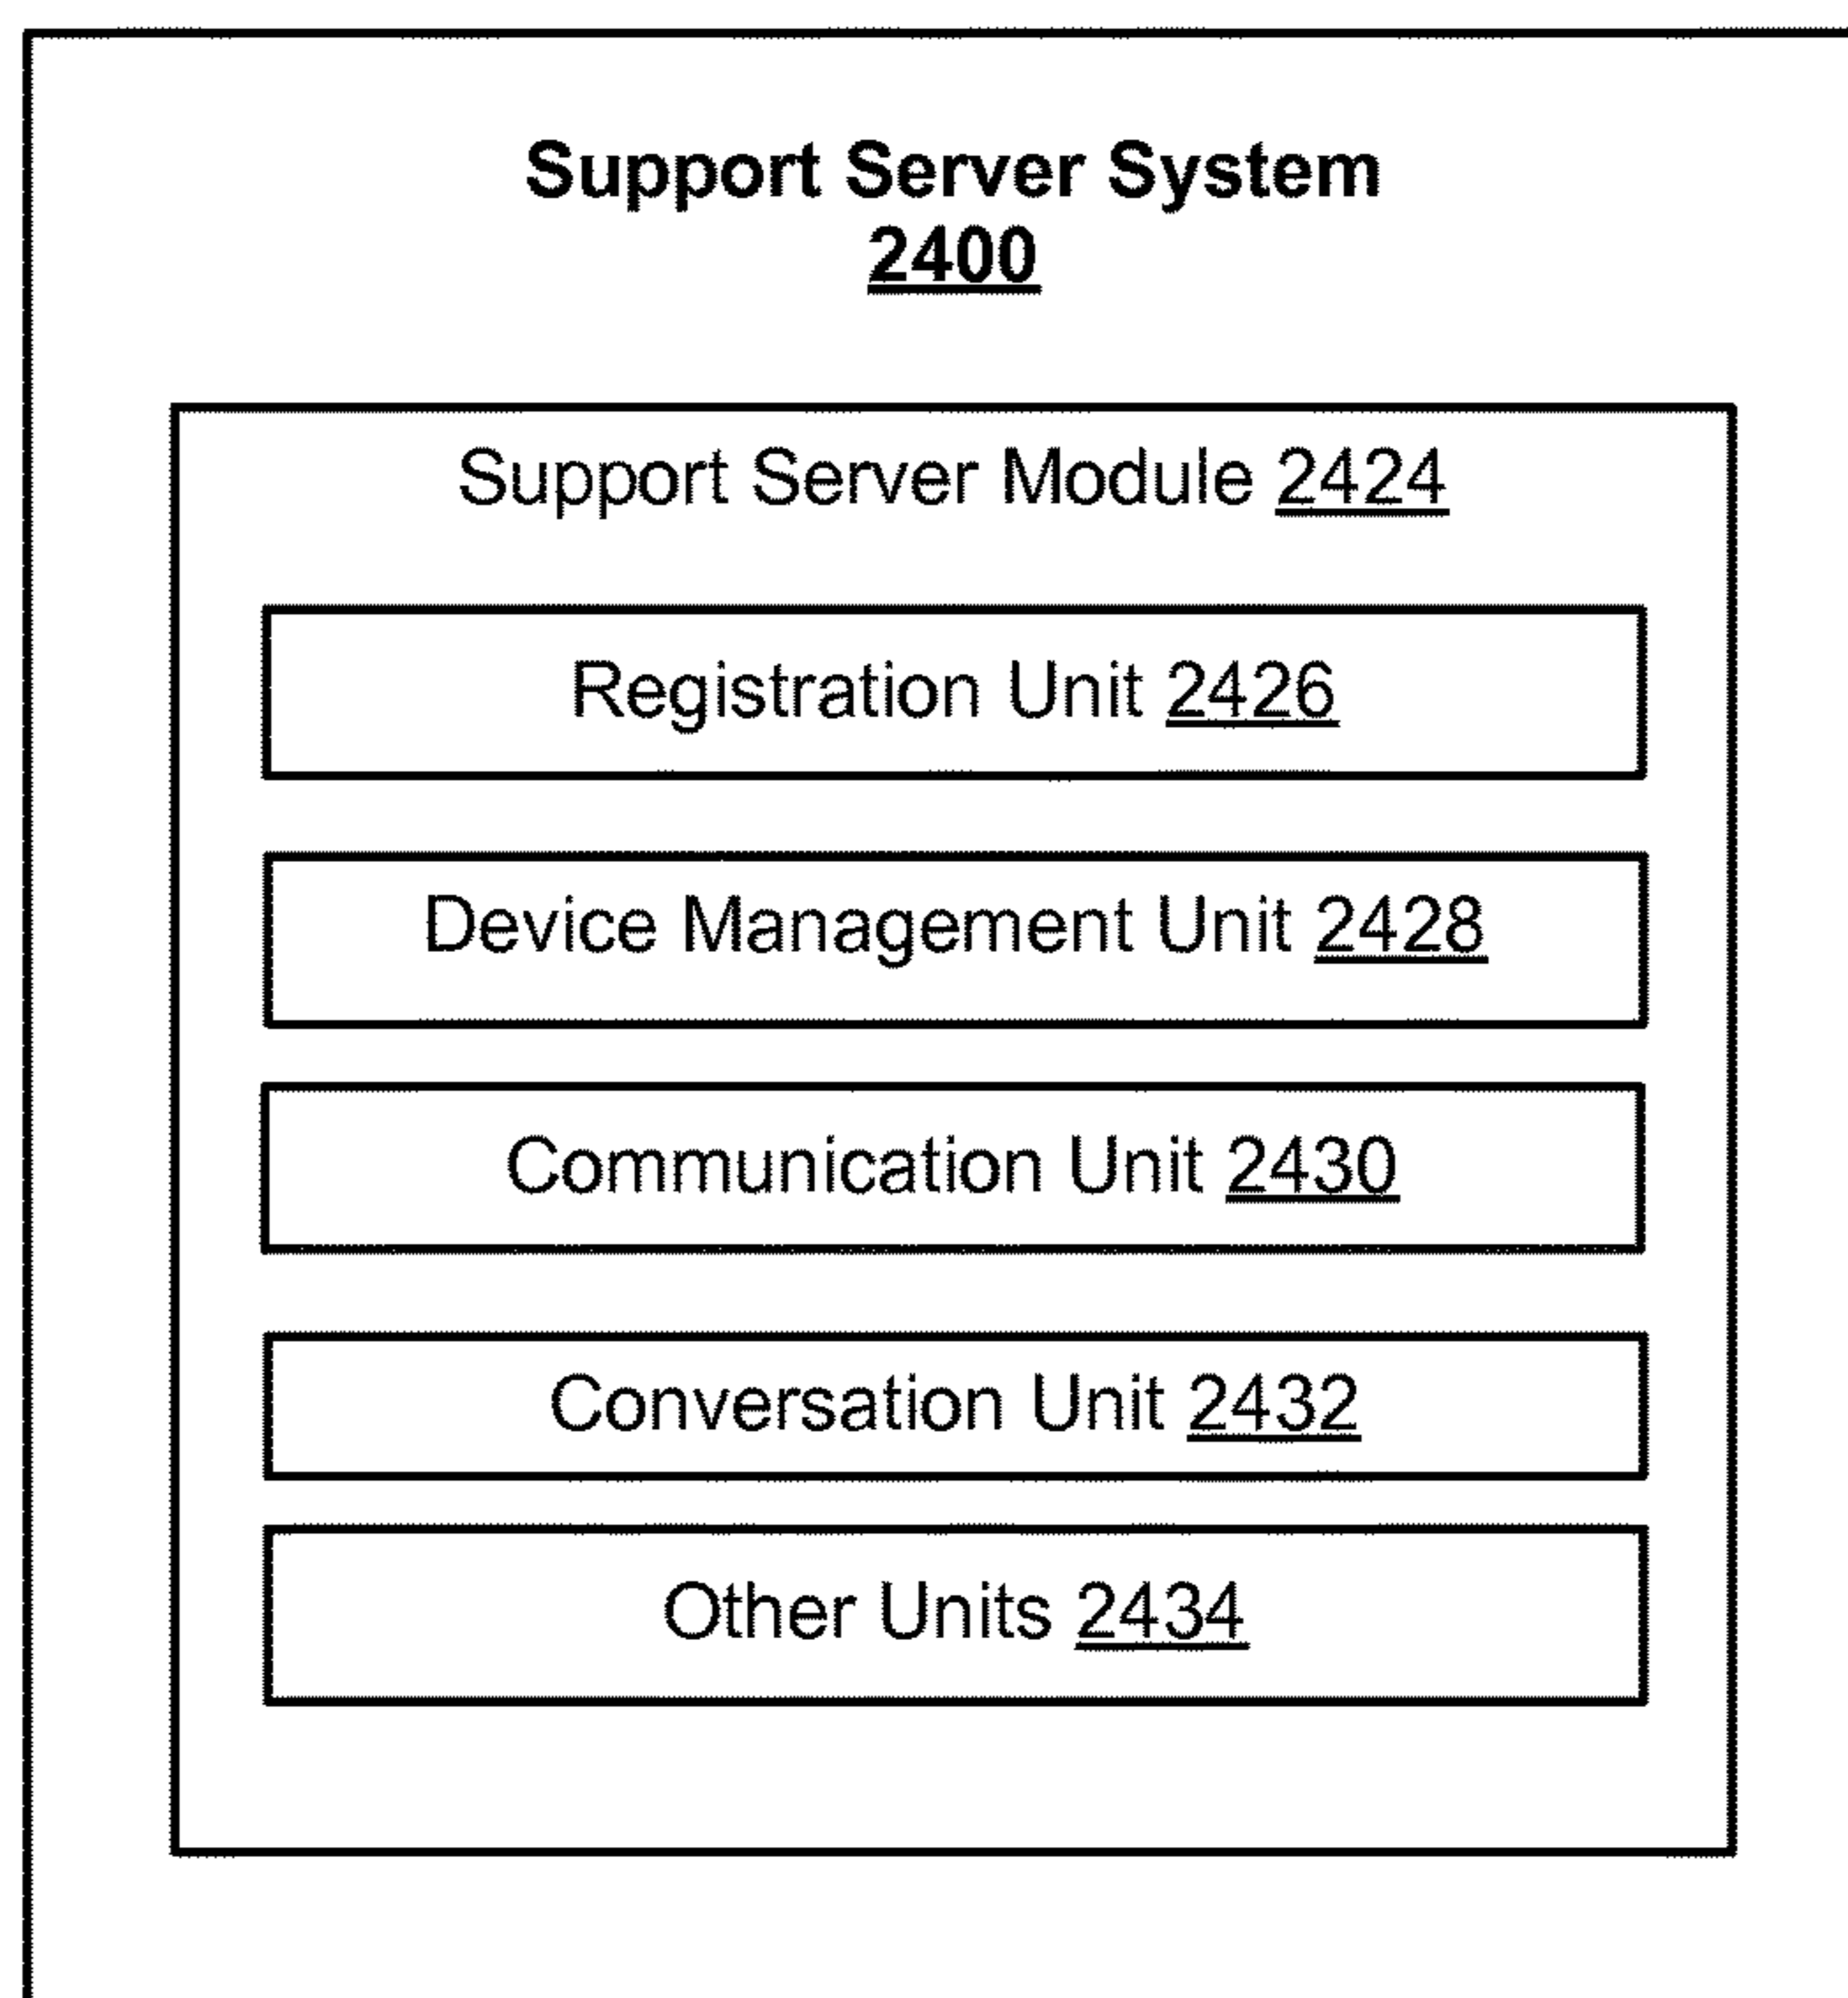 Support Server System
2400
Support Server Module 2424
Registration Unit 2426
Device Management Unit 2428
Communication Unit 2430
Conversation Unit 2432
Other Units 2434